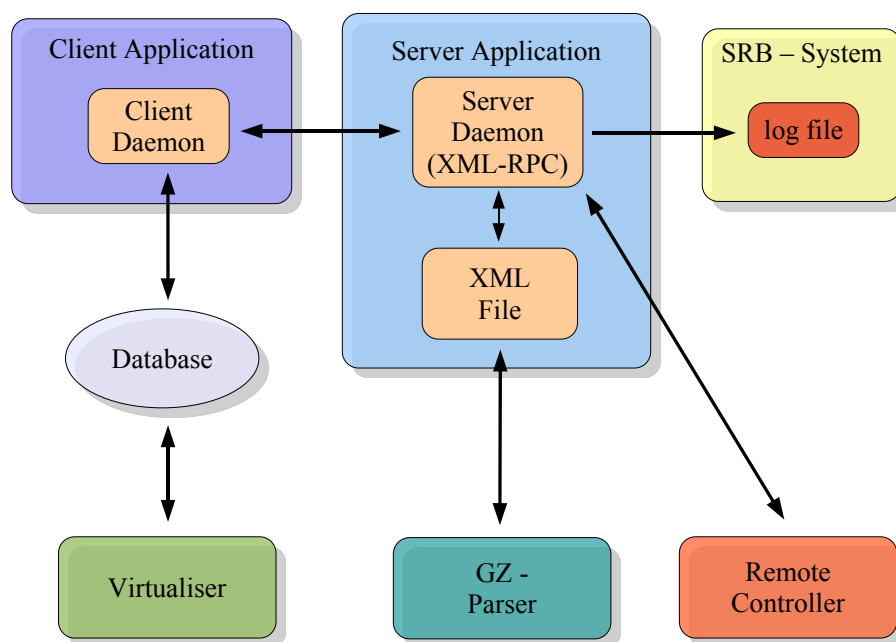 Client Application
Client
Daemon
Server Application
Server
Daemon
(XML-RPC)
XML
File
SRB – System
log file
Database
Virtualiser
GZ -
Parser
Remote
Controller